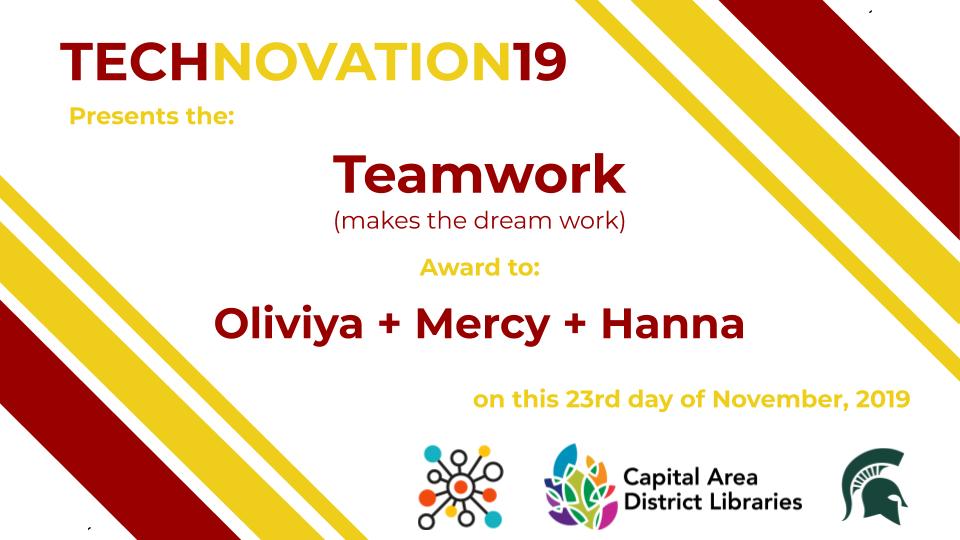 TECHNOVATION19
Presents the:
Teamwork
(makes the dream work)
Award to:
Oliviya + Mercy + Hanna
on this 23rd day of November, 2019
Capital Area
District Libraries